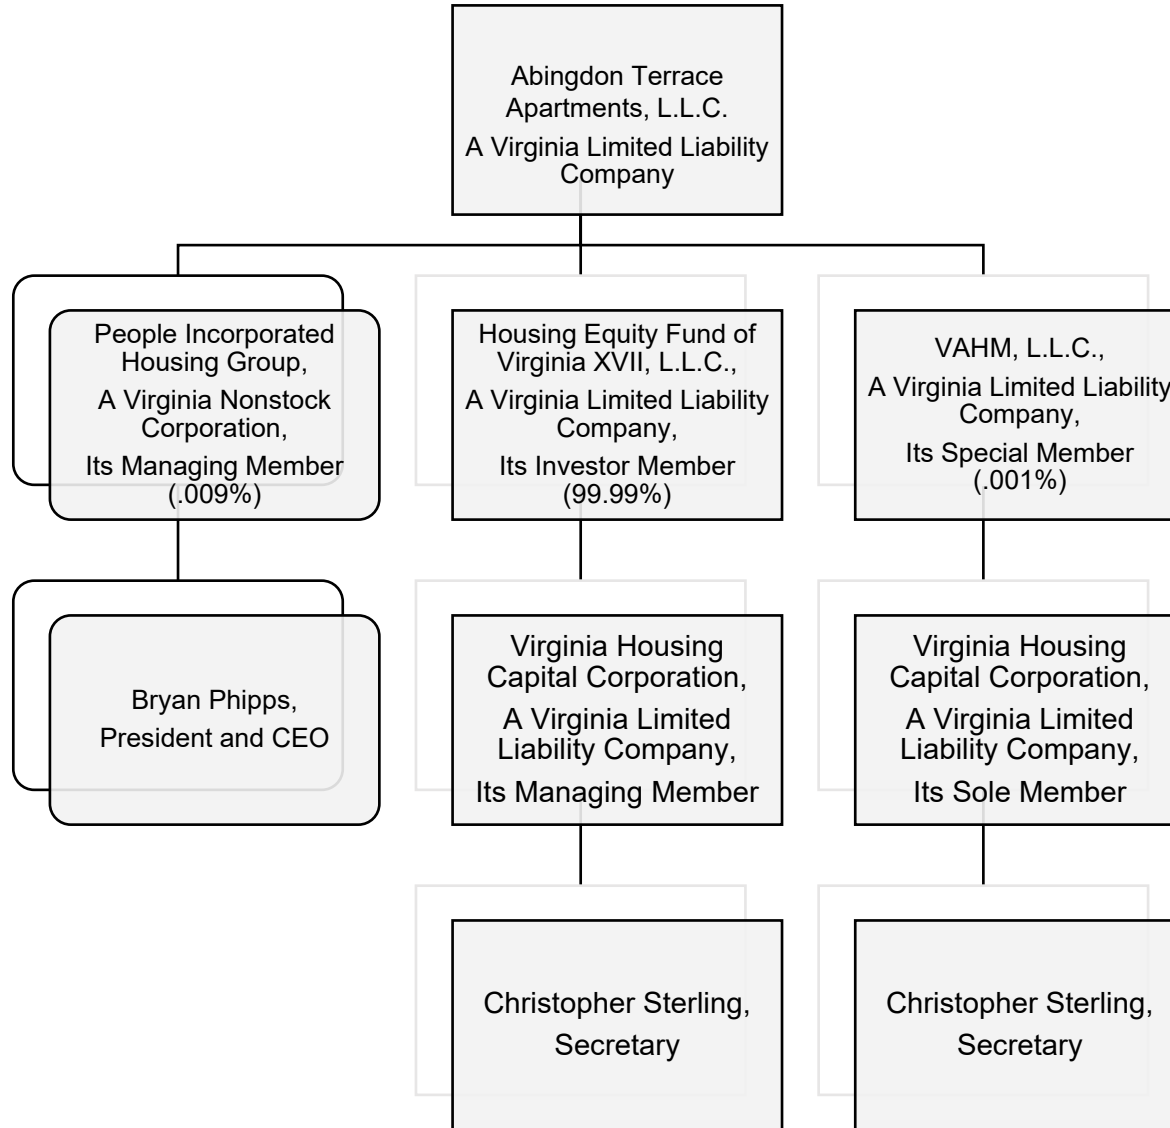 Abingdon Terrace
Apartments, L.L.C.
A Virginia Limited Liability
Company
People Incorporated
Housing Group,
A Virginia Nonstock
Corporation,
Its Managing Member
(.009%)
Housing Equity Fund of
Virginia XVII, L.L.C.,
A Virginia Limited Liability
Company,
Its Investor Member
(99.99%)
VAHM, L.L.C.,
A Virginia Limited Liability
Company,
Its Special Member
(.001%)
Bryan Phipps,
President and CEO
Virginia Housing
Capital Corporation,
A Virginia Limited
Liability Company,
Its Managing Member
Virginia Housing
Capital Corporation,
A Virginia Limited
Liability Company,
Its Sole Member
Christopher Sterling,
Secretary
Christopher Sterling,
Secretary